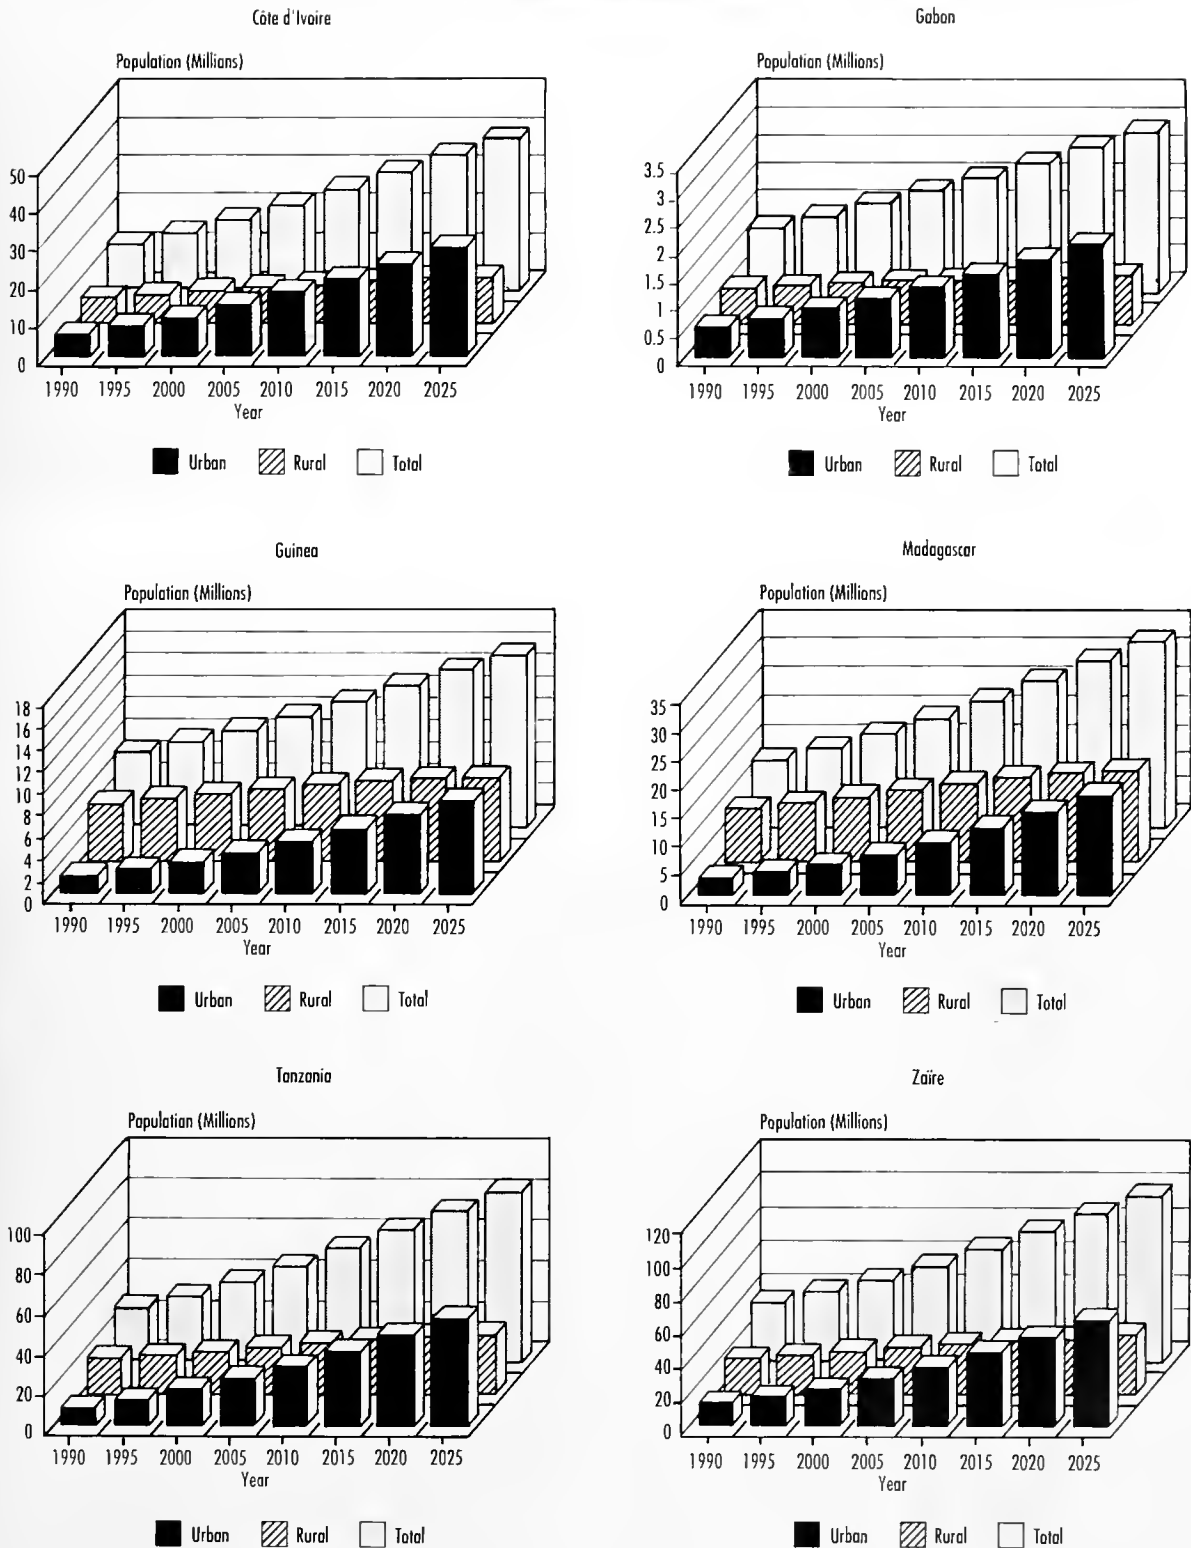 Côte d'Ivoire
Population (Millions)
50
40
30
20
10
0
1990 1995 2000 2005 2010 2015 2020 2025
Year
Urban Rural Total
Gabon
Population (Millions)
3.5
3
2.5
2
1.5
1
0.5
0
1990 1995 2000 2005 2010 2015 2020 2025
Year
Urban Rural Total
Guinea
Population (Millions)
18
16
14
12
10
8
6
4
2
0
1990 1995 2000 2005 2010 2015 2020 2025
Year
Urban Rural Total
Madagascar
Population (Millions)
35
30
25
20
15
10
5
0
1990 1995 2000 2005 2010 2015 2020 2025
Year
Urban Rural Total
Tanzania
Population (Millions)
100
80
60
40
20
0
1990 1995 2000 2005 2010 2015 2020 2025
Year
Urban Rural Total
Zaïre
Population (Millions)
120
100
80
60
40
20
0
1990 1995 2000 2005 2010 2015 2020 2025
Year
Urban Rural Total